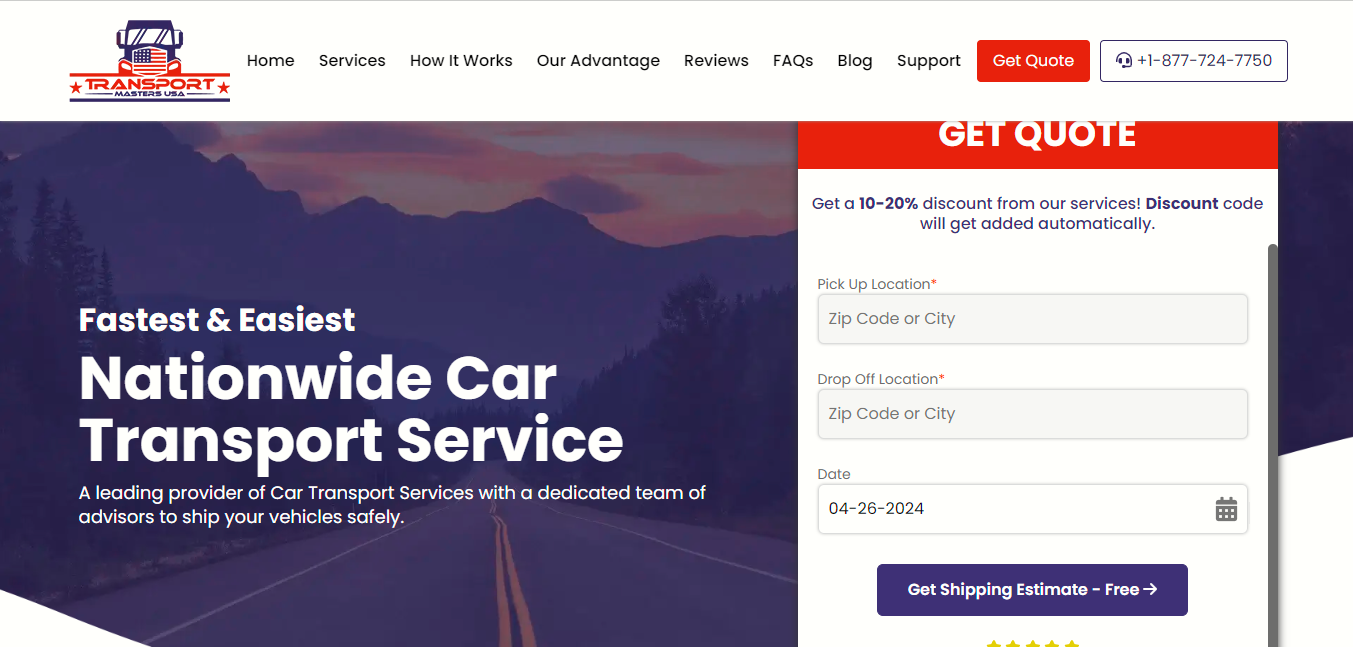 TRANSPORT
MASTERS USA
Home Services How It Works Our Advantage Reviews FAQs Blog Support Get Quote +1-877-724-7750
GET QUOTE
Get a 10-20% discount from our services! Discount code
will get added automatically.
Pick Up Location*
Zip Code or City
Drop Off Location*
Zip Code or City
Date
04-26-2024
Get Shipping Estimate - Free
Fastest & Easiest
Nationwide Car
Transport Service
A leading provider of Car Transport Services with a dedicated team of
advisors to ship your vehicles safely.